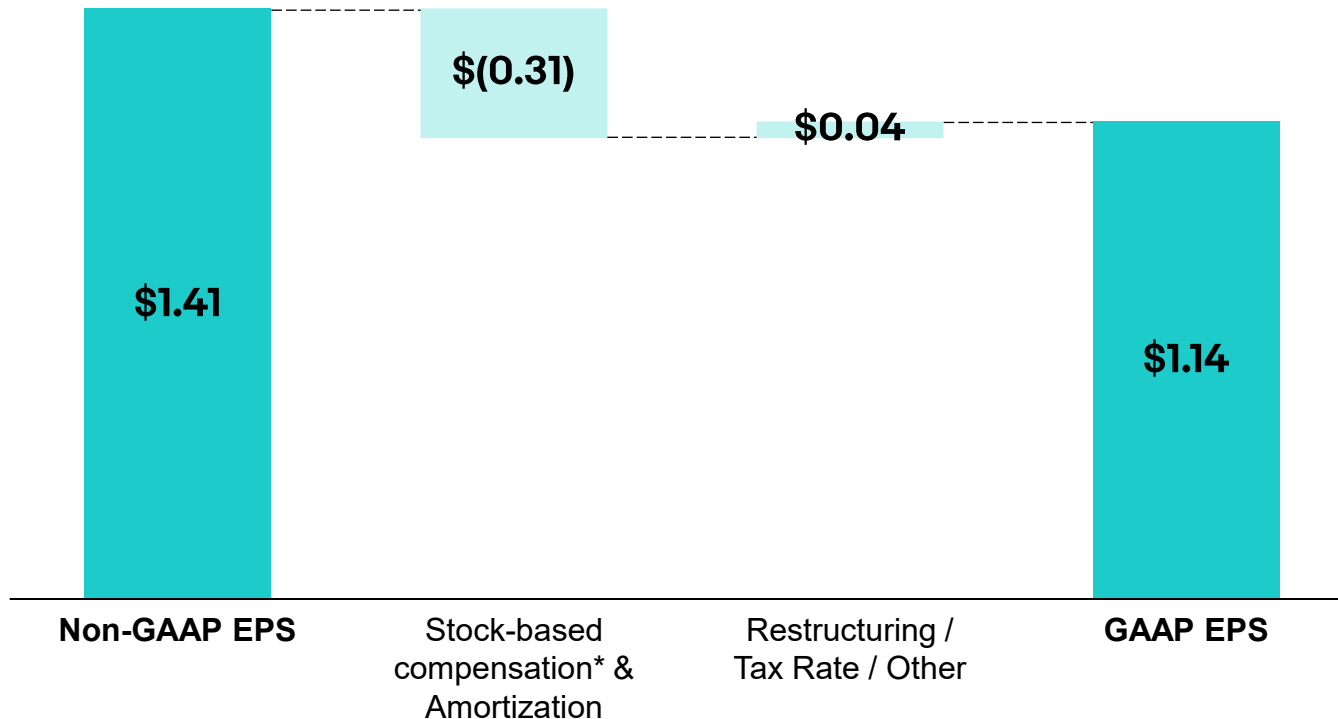 $(0.31)
$0.04
$1.41
$1.14
Non-GAAP EPS
Stock-based
compensation* &
Amortization
Restructuring /
Tax Rate / Other
GAAP EPS